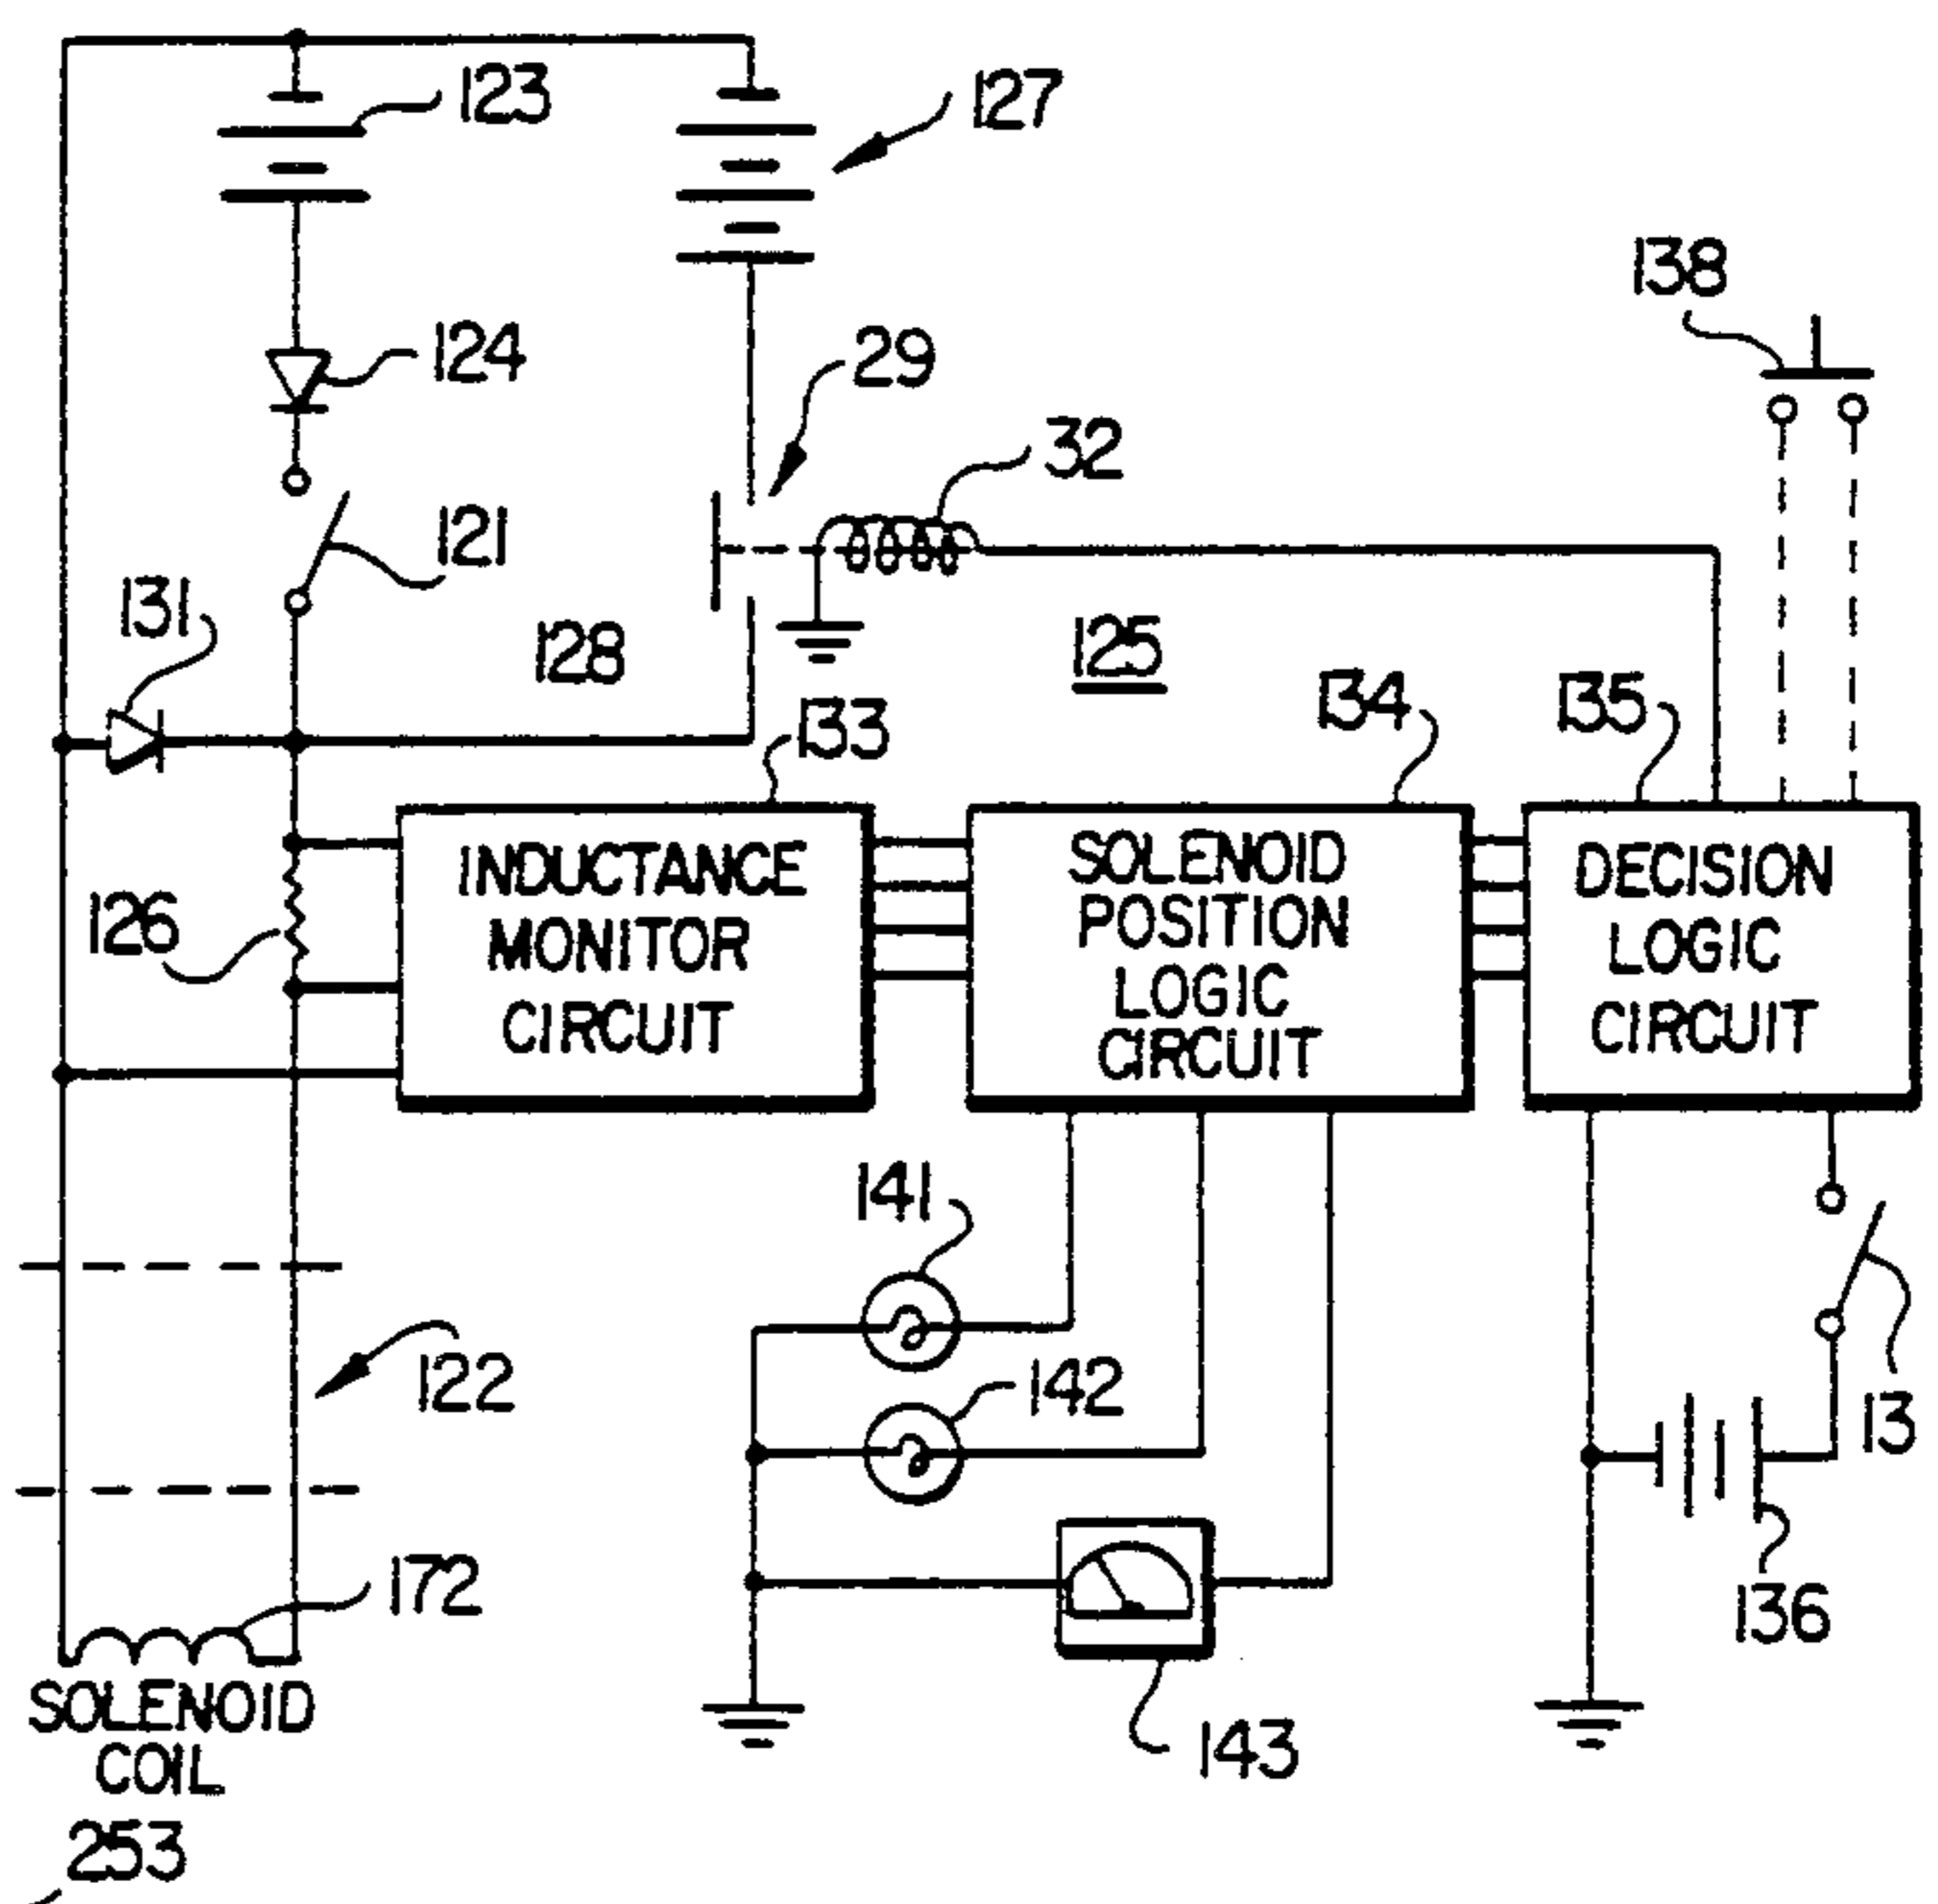 123
127
138
124
29
32
121
131
128
125
134
135
133
INDUCTANCE
MONITOR
CIRCUIT
SOLENOID
POSITION
LOGIC
CIRCUIT
DECISION
LOGIC
CIRCUIT
126
141
122
142
13
172
136
SOLENOID
COIL
143
253